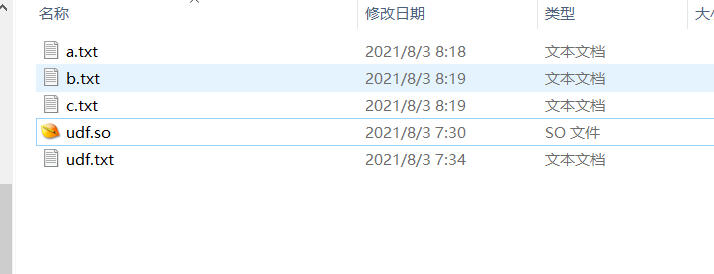 名称 修改日期 类型 大小
a.txt 2021/8/3 8:18 文本文档
b.txt 2021/8/3 8:19 文本文档
c.txt 2021/8/3 8:19 文本文档
udf.so 2021/8/3 7:30 SO 文件
udf.txt 2021/8/3 7:34 文本文档